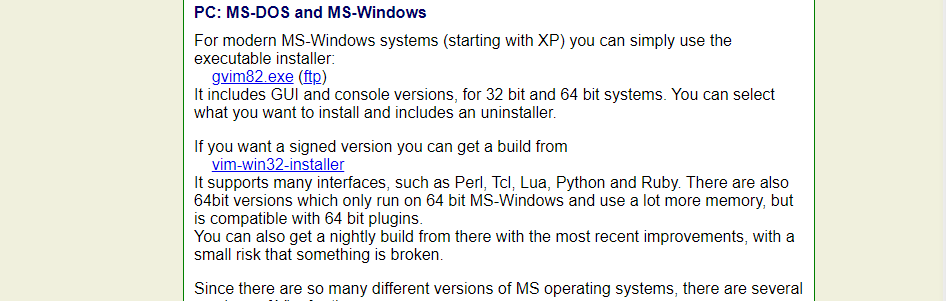 PC: MS-DOS and MS-Windows
For modern MS-Windows systems (starting with XP) you can simply use the
executable installer:
gvim82.exe (ftp)
It includes GUI and console versions, for 32 bit and 64 bit systems. You can select
what you want to install and includes an uninstaller.
If you want a signed version you can get a build from
vim-win32-installer
It supports many interfaces, such as Perl, Tcl, Lua, Python and Ruby. There are also
64bit versions which only run on 64 bit MS-Windows and use a lot more memory, but
is compatible with 64 bit plugins.
You can also get a nightly build from there with the most recent improvements, with a
small risk that something is broken.
Since there are so many different versions of MS operating systems, there are several